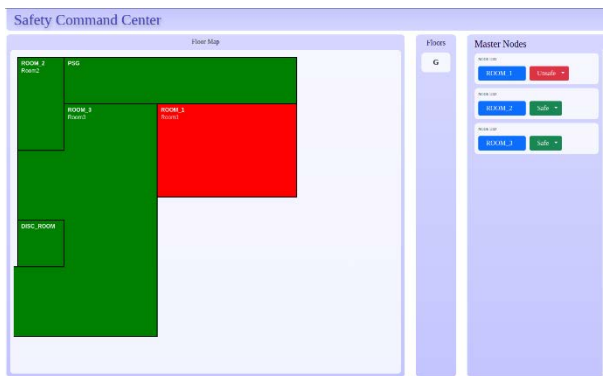 Safety Command Center
Floor Map
ROOM_2
Room2
PSG
ROOM_3
Room3
ROOM_1
Room1
DISC_ROOM
Floors
G
Master Nodes
ROOM_1 Unsafe
ROOM_2 Safe
ROOM_3 Safe